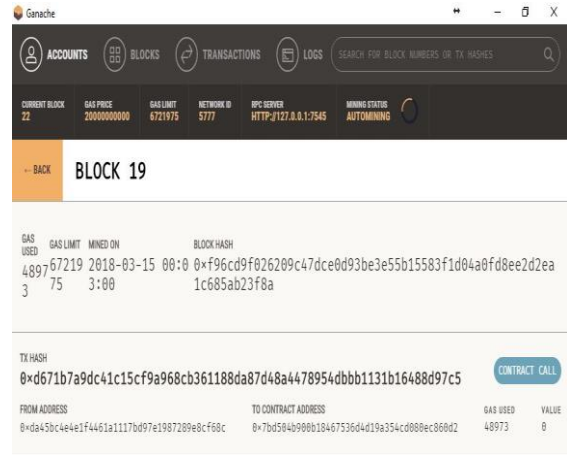 Ganache
ACCOUNTS BLOCKS TRANSACTIONS LOGS SEARCH FOR BLOCK NUMBERS OR TX HASHES
CURRENT BLOCK GAS PRICE GAS LIMIT NETWORK ID RPC SERVER MINING STATUS
22 20000000000 6721975 5777 HTTP://127.0.0.1:7545 AUTOMINING
← BACK BLOCK 19
GAS
USED GAS LIMIT MINED ON BLOCK HASH
4897 67219 2018-03-15 00:0 0×f96cd9f026209c47dce0d93be3e55b15583f1d04a0fd8ee2d2ea
3 75 3:00 1c685ab23f8a
TX HASH
0×d671b7a9dc41c15cf9a968cb361188da87d48a4478954dbbb1131b16488d97c5 CONTRACT CALL
FROM ADDRESS TO CONTRACT ADDRESS GAS USED VALUE
0×da45bc4e4e1f4461a1117bd97e1987289e8cf68c 0×7bd504b900b18467536d4d19a354cd080ec860d2 48973 0